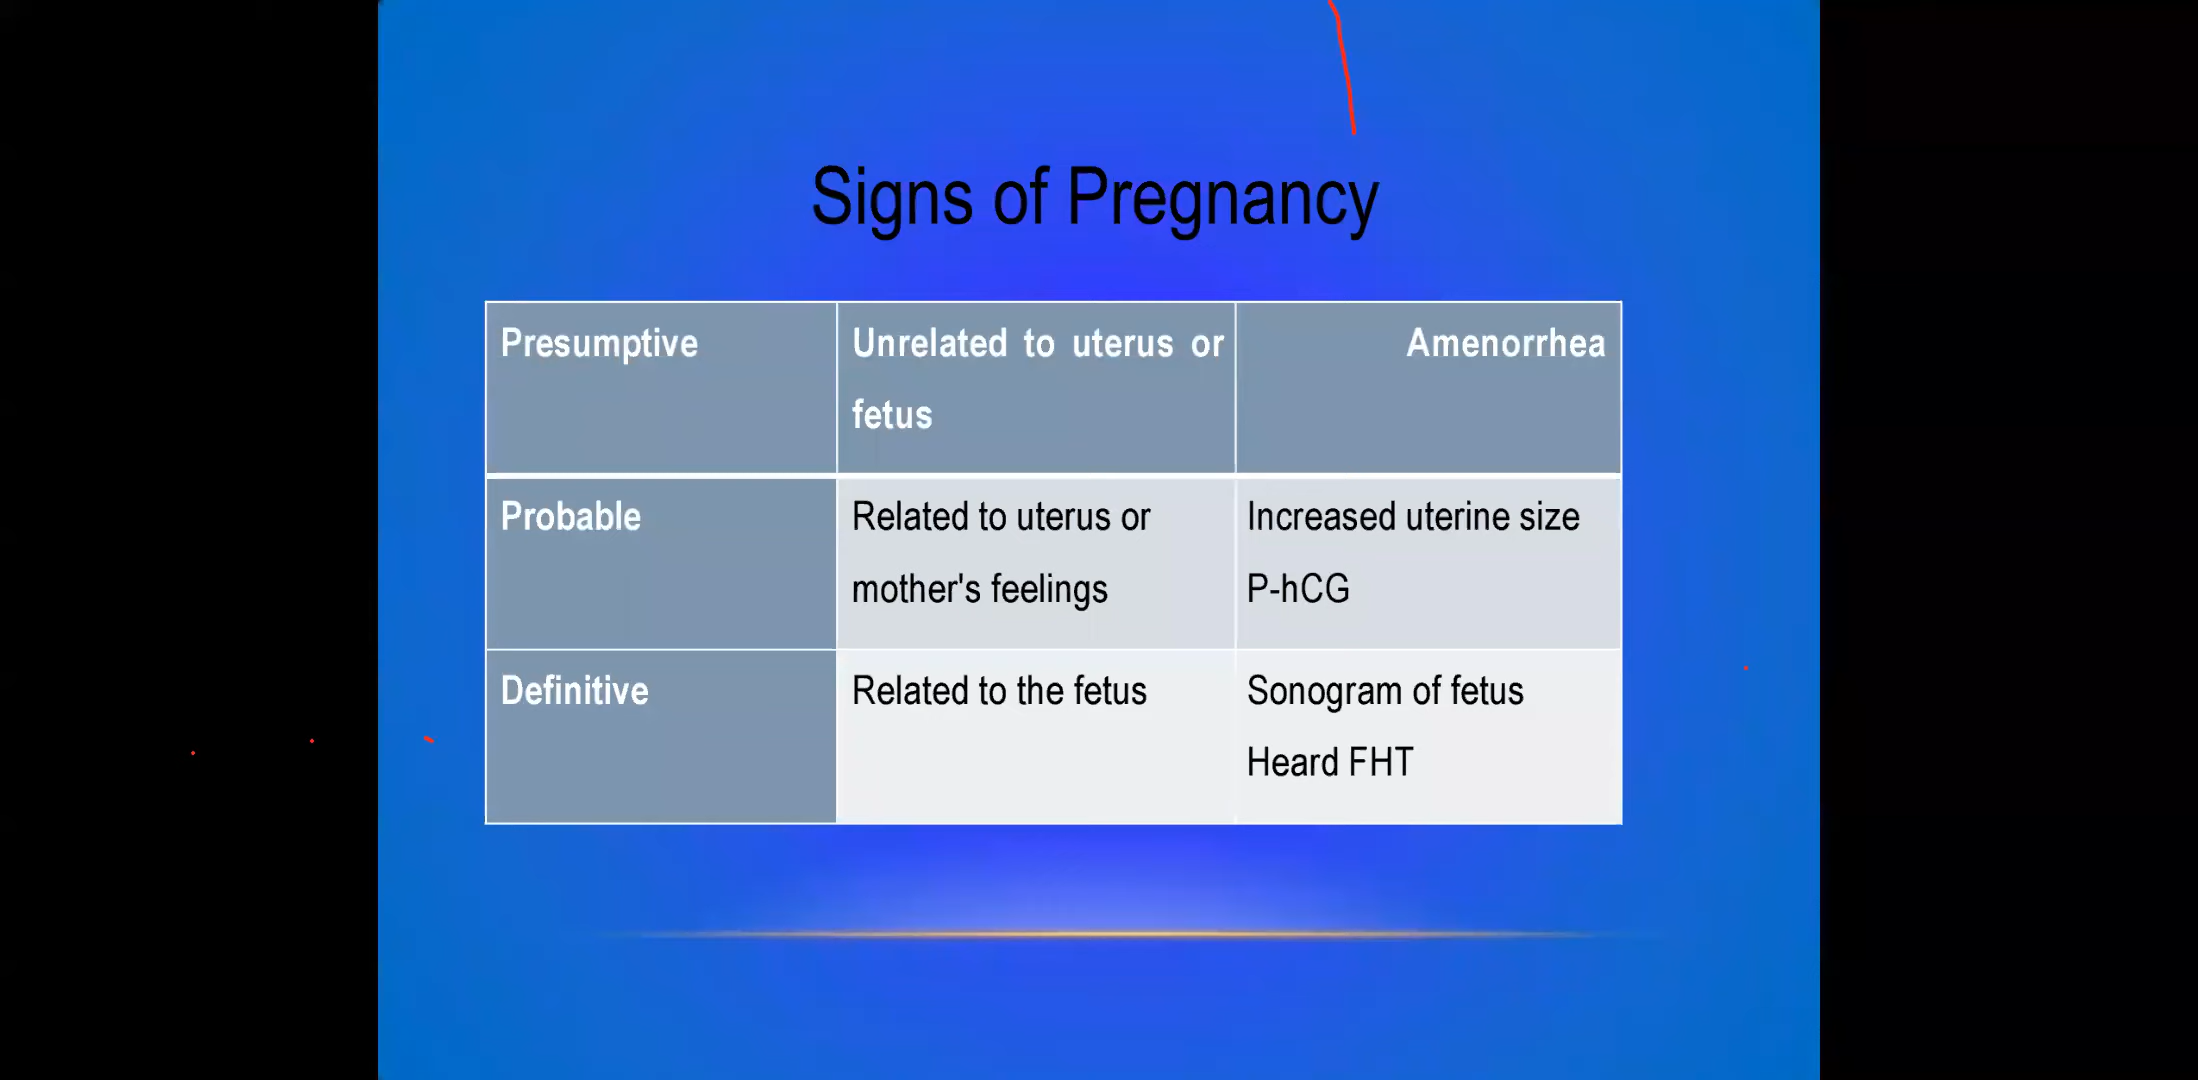 Signs of Pregnancy
Presumptive
Unrelated to uterus or
fetus
Amenorrhea
Probable
Related to uterus or
mother's feelings
Increased uterine size
P-hCG
Definitive
Related to the fetus
Sonogram of fetus
Heard FHT